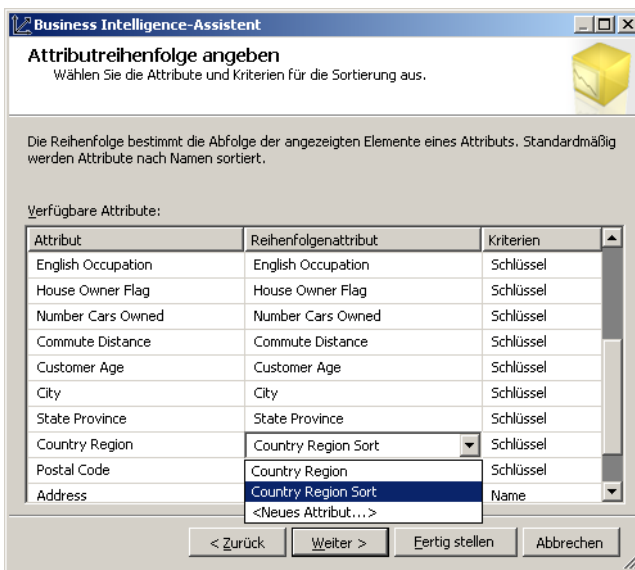 Business Intelligence-Assistent
Attributreihenfolge angeben
Wählen Sie die Attribute und Kriterien für die Sortierung aus.
Die Reihenfolge bestimmt die Abfolge der angezeigten Elemente eines Attributs. Standardmäßig
werden Attribute nach Namen sortiert.
Verfügbare Attribute:
Attribut Reihenfolgenattribut Kriterien
English Occupation English Occupation Schlüssel
House Owner Flag House Owner Flag Schlüssel
Number Cars Owned Number Cars Owned Schlüssel
Commute Distance Commute Distance Schlüssel
Customer Age Customer Age Schlüssel
City City Schlüssel
State Province State Province Schlüssel
Country Region Country Region Sort Schlüssel
Postal Code Country Region Schlüssel
Address Country Region Sort Name
<Neues Attribut...>
< Zurück Weiter > Fertig stellen Abbrechen